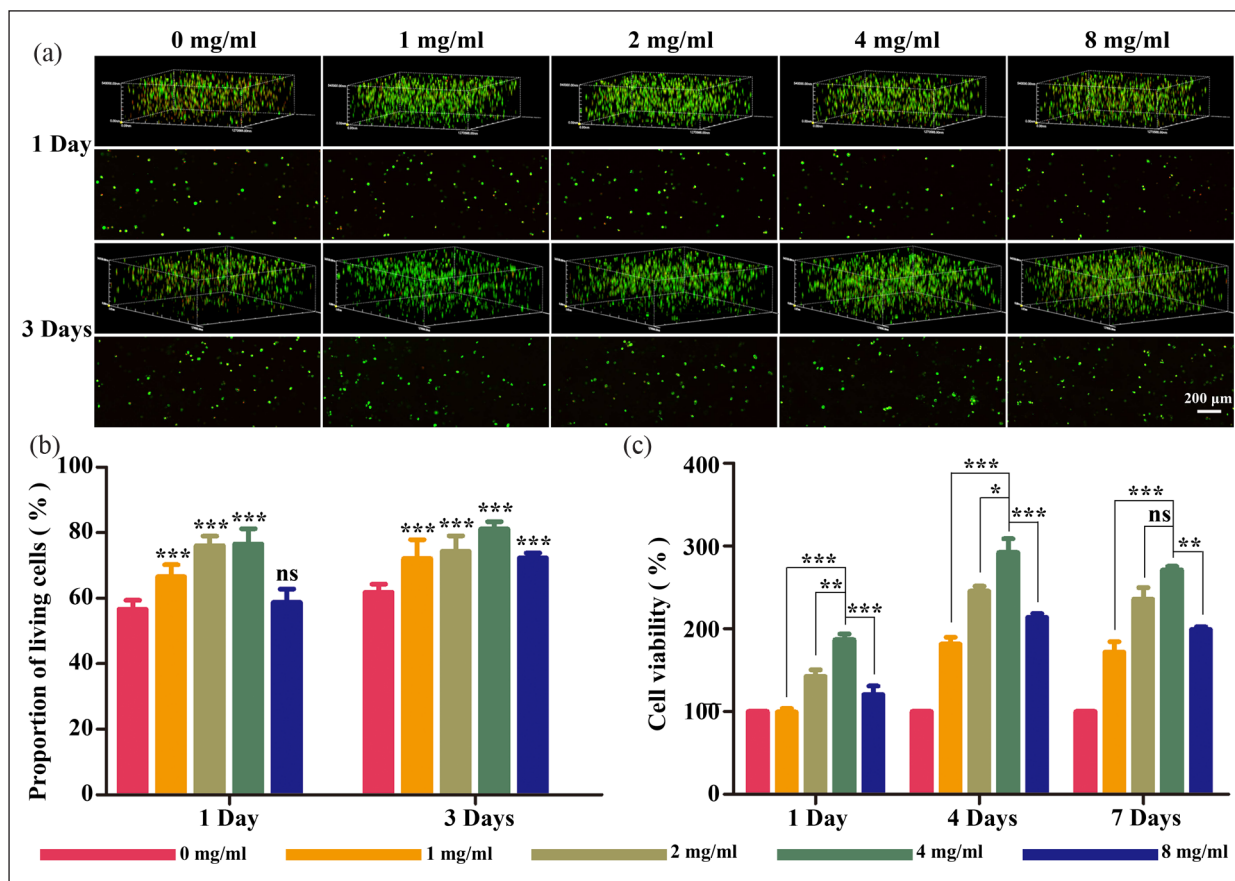 (a)
0 mg/ml 1 mg/ml 2 mg/ml 4 mg/ml 8 mg/ml
1 Day
3 Days
200 μm
(b)
Proportion of living cells ( % )
100
80
60
40
20
0
*** *** *** ns
*** *** *** ***
1 Day 3 Days
(c)
Cell viability ( % )
400
300
200
100
0
*** ** ***
*** * ***
*** ns **
1 Day 4 Days 7 Days
0 mg/ml 1 mg/ml 2 mg/ml 4 mg/ml 8 mg/ml